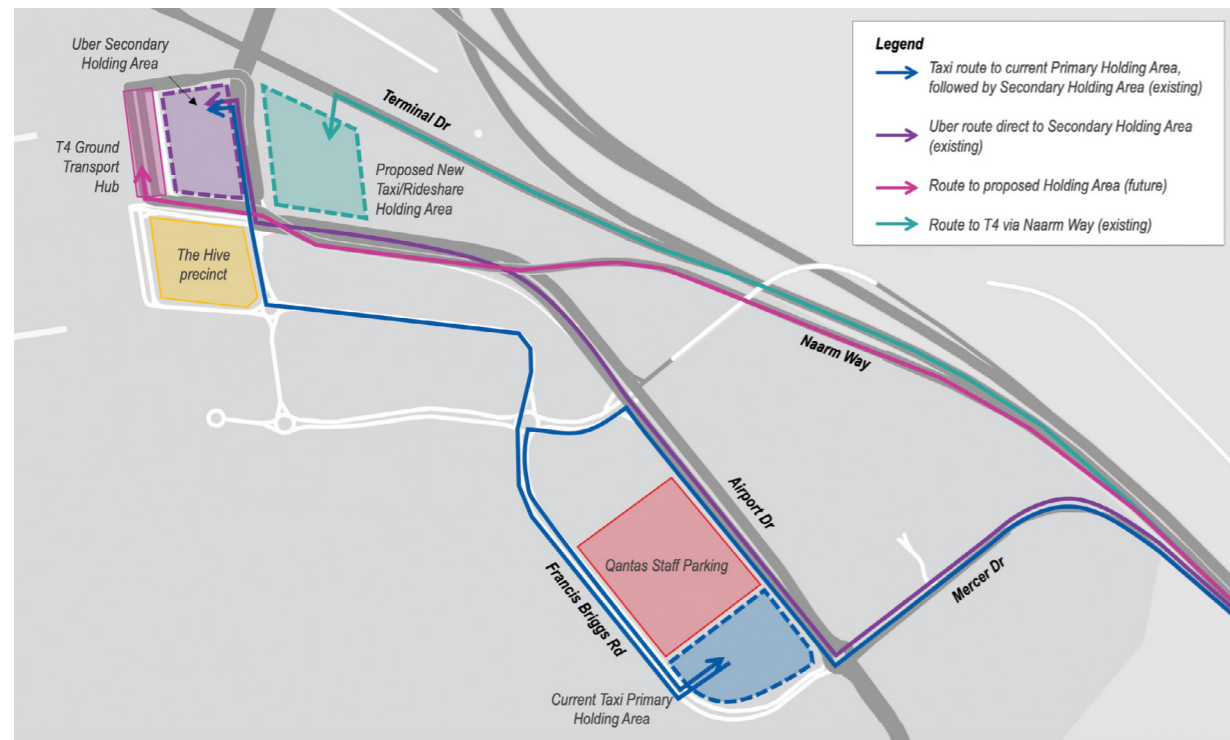 Uber Secondary
Holding Area
T4 Ground
Transport
Hub
Terminal Dr
Proposed New
Taxi/Rideshare
Holding Area
The Hive
precinct
Naarm Way
Airport Dr
Qantas Staff Parking
Francis Briggs Rd
Mercer Dr
Current Taxi Primary
Holding Area
Legend
Taxi route to current Primary Holding Area,
followed by Secondary Holding Area (existing)
Uber route direct to Secondary Holding Area
(existing)
Route to proposed Holding Area (future)
Route to T4 via Naarm Way (existing)